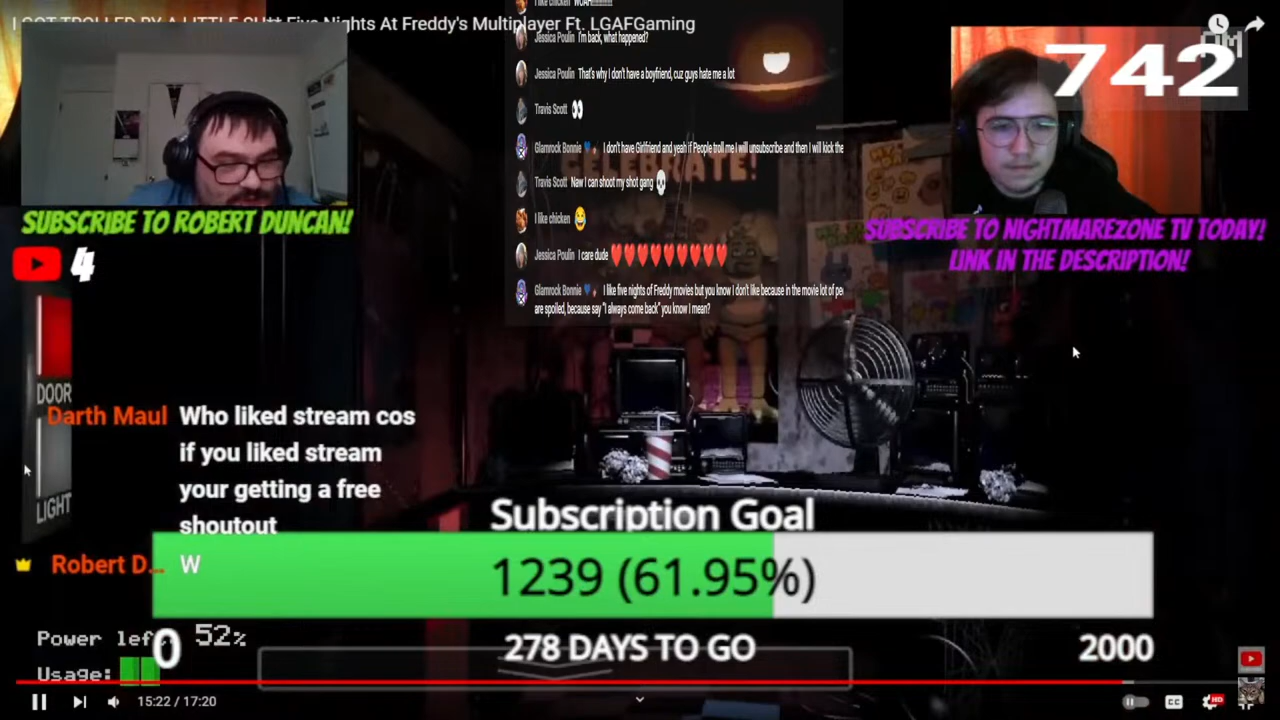 I GOT TROLLED BY A LITTLE SH** Five Nights At Freddy's Multiplayer Ft. LGAFGaming
I like chicken WOAH!!!!!!!!!!!!
Jessica Poulin I'm back, what happened?
Jessica Poulin That's why I don't have a boyfriend, cuz guys hate me a lot
Travis Scott 👀
Glamrock Bonnie 💙 I don't have Girlfriend and yeah if People troll me I will unsubscribe and then I will kick the
Travis Scott Naw I can shoot my shot gang 💀
I like chicken 😂
Jessica Poulin I care dude ❤❤❤❤❤❤❤❤❤
Glamrock Bonnie 💙 I like five nights of Freddy movies but you know I don't like because in the movie lot of pe
are spoiled, because say "I always come back" you know I mean?
CELEBRATE!
742
SUBSCRIBE TO ROBERT DUNCAN!
4
SUBSCRIBE TO NIGHTMAREZONE TV TODAY!
LINK IN THE DESCRIPTION!
DOOR
LIGHT
Darth Maul Who liked stream cos
if you liked stream
your getting a free
shoutout
Robert D... W
Subscription Goal
1239 (61.95%)
0
278 DAYS TO GO
2000
Power left: 52%
Usage:
15:22 / 17:20
CC
HD